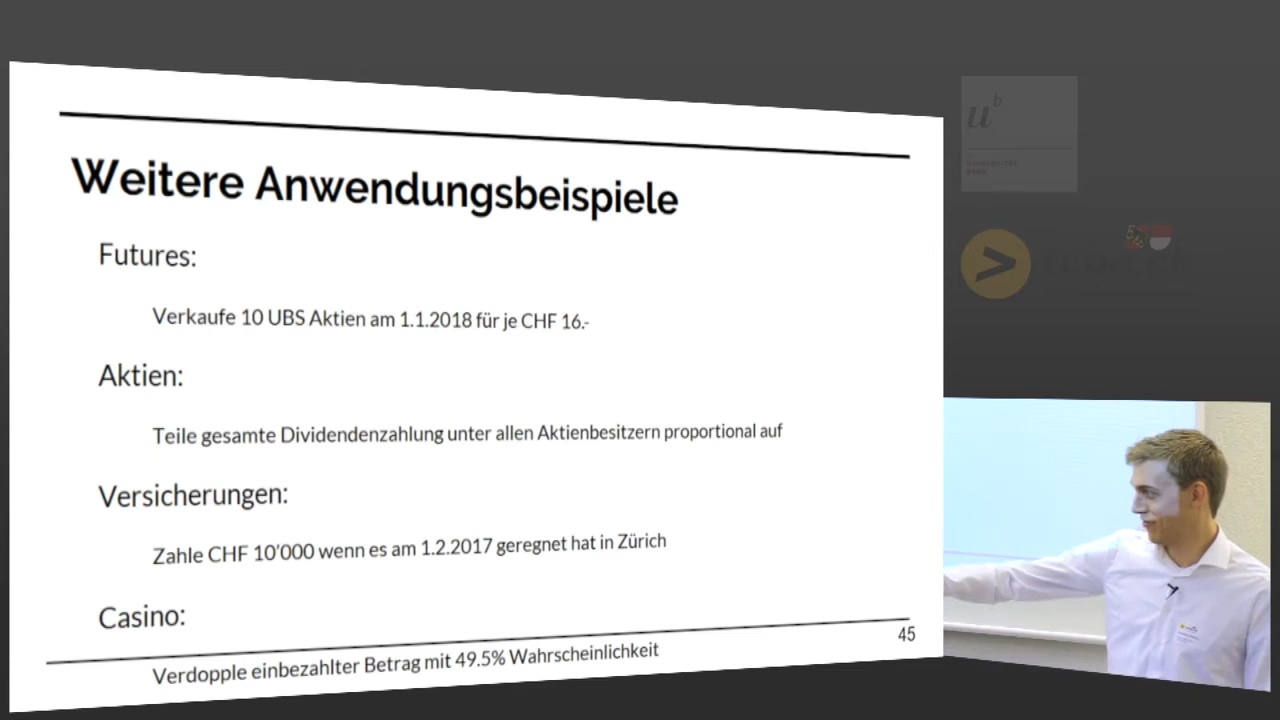 Weitere Anwendungsbeispiele
Futures:
Verkaufe 10 UBS Aktien am 1.1.2018 für je CHF 16.-
Aktien:
Teile gesamte Dividendenzahlung unter allen Aktienbesitzern proportional auf
Versicherungen:
Zahle CHF 10'000 wenn es am 1.2.2017 geregnet hat in Zürich
Casino:
Verdopple einbezahlter Betrag mit 49.5% Wahrscheinlichkeit
45
u b